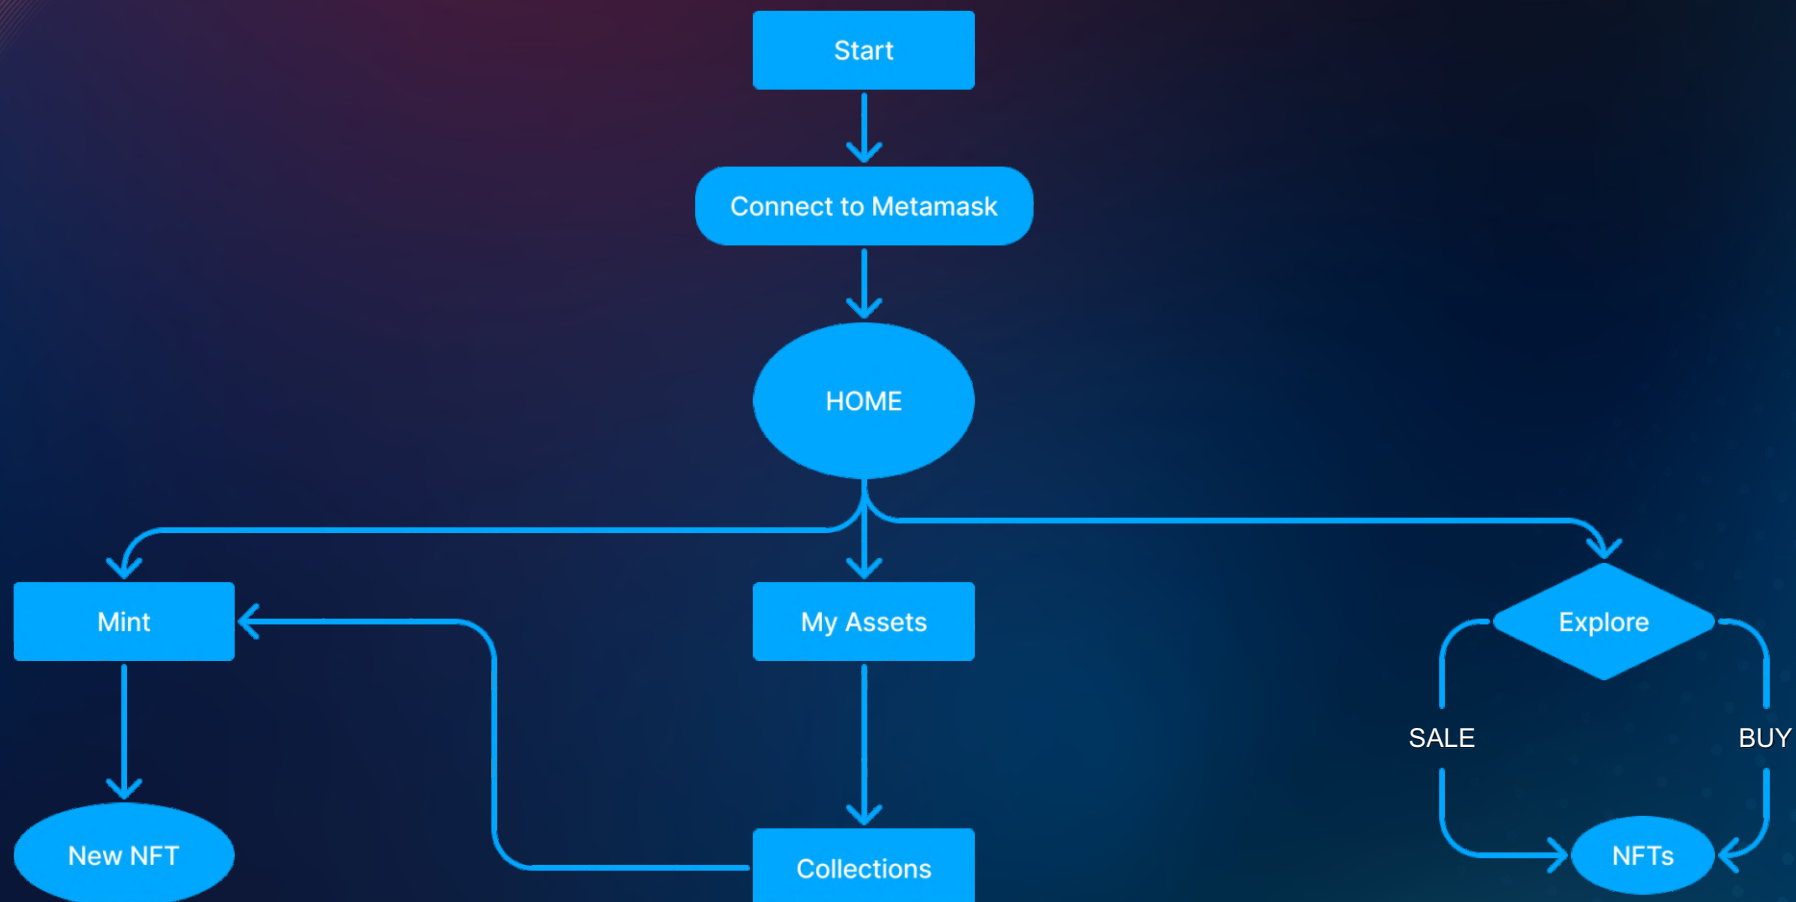 Start
Connect to Metamask
HOME
Mint
My Assets
Explore
SALE
BUY
New NFT
Collections
NFTs